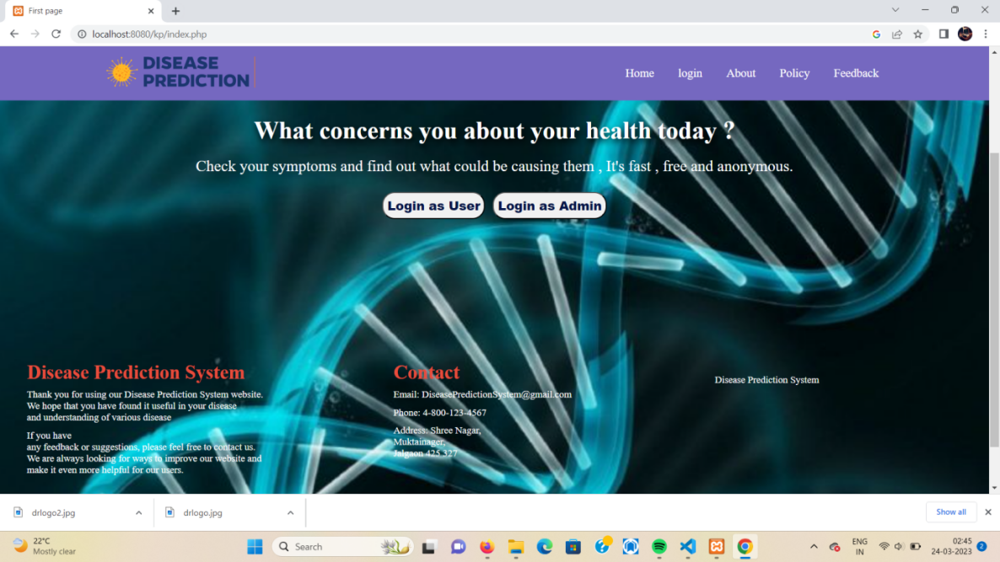 First page
localhost:8080/kp/index.php
DISEASE
PREDICTION
Home login About Policy Feedback
What concerns you about your health today ?
Check your symptoms and find out what could be causing them , It's fast , free and anonymous.
Login as User Login as Admin
Disease Prediction System
Thank you for using our Disease Prediction System website.
We hope that you have found it useful in your disease
and understanding of various disease
If you have
any feedback or suggestions, please feel free to contact us.
We are always looking for ways to improve our website and
make it even more helpful for our users.
Contact
Email: DiseasePredictionSystem@gmail.com
Phone: 4-800-123-4567
Address: Shree Nagar,
Muktainager,
Jalgaon 425 327
Disease Prediction System
drlogo2.jpg
drlogo.jpg
Show all
22°C
Mostly clear
Search
ENG
IN
02:45
24-03-2023
2